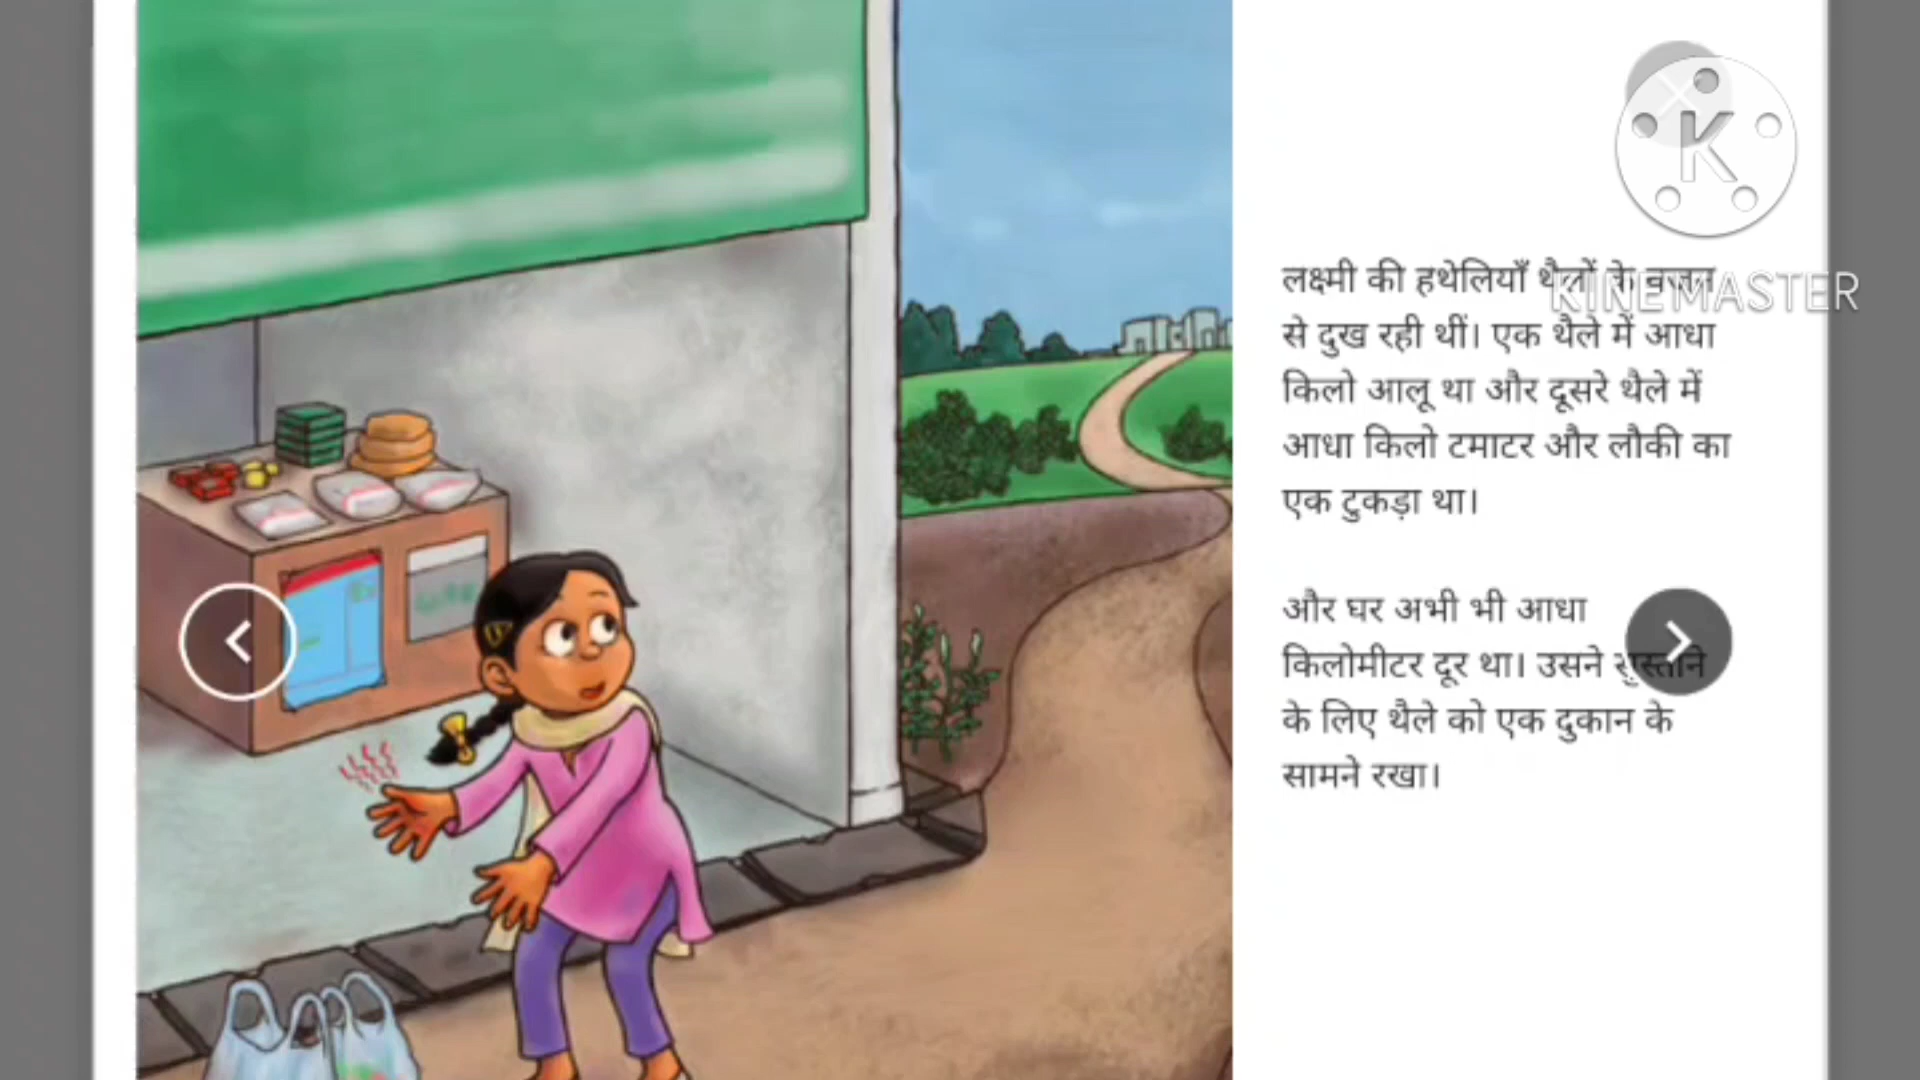 K
KINEMASTER
लक्ष्मी की हथेलियाँ थैलों के वजन
से दुख रही थीं। एक थैले में आधा
किलो आलू था और दूसरे थैले में
आधा किलो टमाटर और लौकी का
एक टुकड़ा था।
और घर अभी भी आधा
किलोमीटर दूर था। उसने सुस्ताने
के लिए थैले को एक दुकान के
सामने रखा।